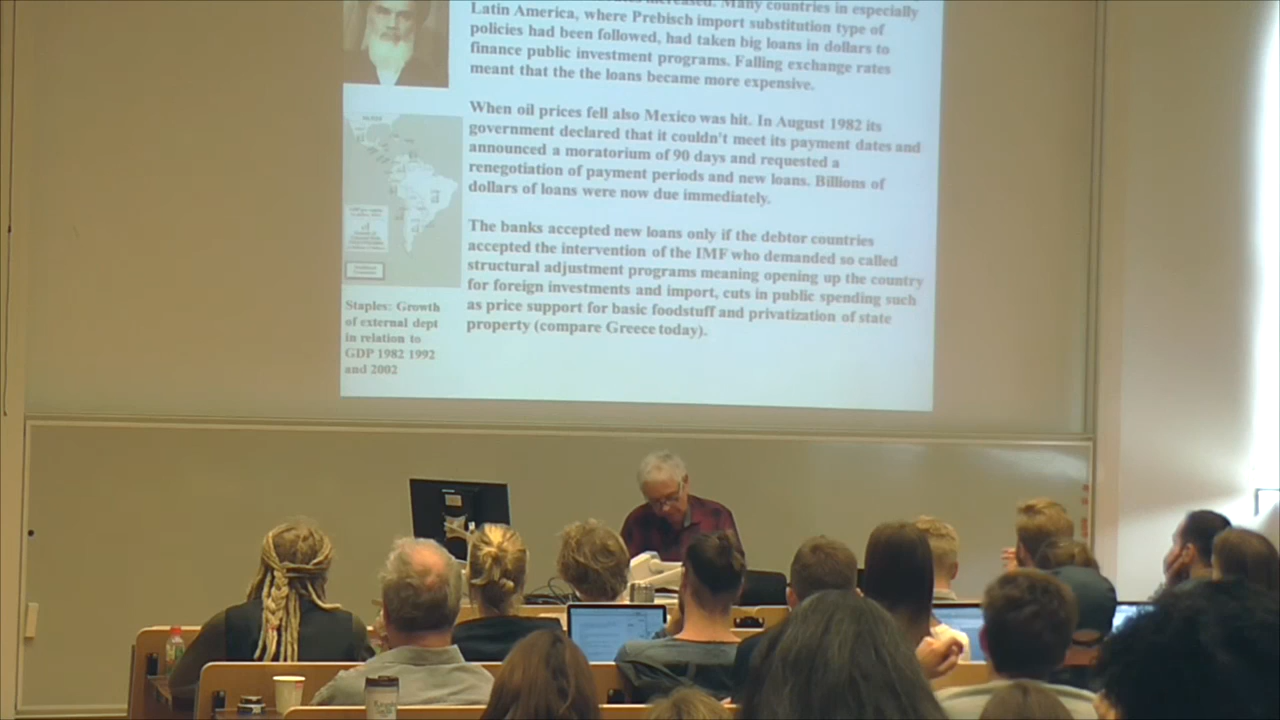 increased. Many countries in especially
Latin America, where Prebisch import substitution type of
policies had been followed, had taken big loans in dollars to
finance public investment programs. Falling exchange rates
meant that the the loans became more expensive.
When oil prices fell also Mexico was hit. In August 1982 its
government declared that it couldn't meet its payment dates and
announced a moratorium of 90 days and requested a
renegotiation of payment periods and new loans. Billions of
dollars of loans were now due immediately.
The banks accepted new loans only if the debtor countries
accepted the intervention of the IMF who demanded so called
structural adjustment programs meaning opening up the country
for foreign investments and import, cuts in public spending such
as price support for basic foodstuff and privatization of state
property (compare Greece today).
Staples: Growth
of external dept
in relation to
GDP 1982 1992
and 2002